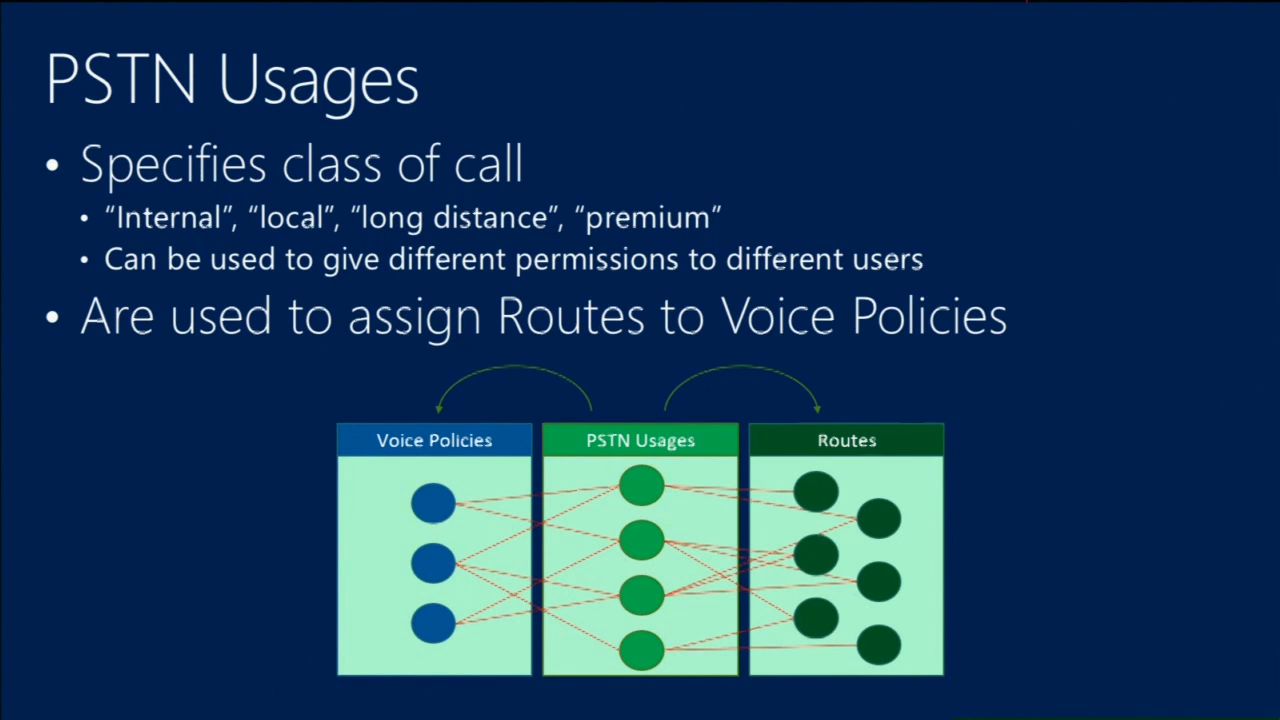 PSTN Usages
• Specifies class of call
• “Internal”, “local”, “long distance”, “premium”
• Can be used to give different permissions to different users
• Are used to assign Routes to Voice Policies
Voice Policies
PSTN Usages
Routes